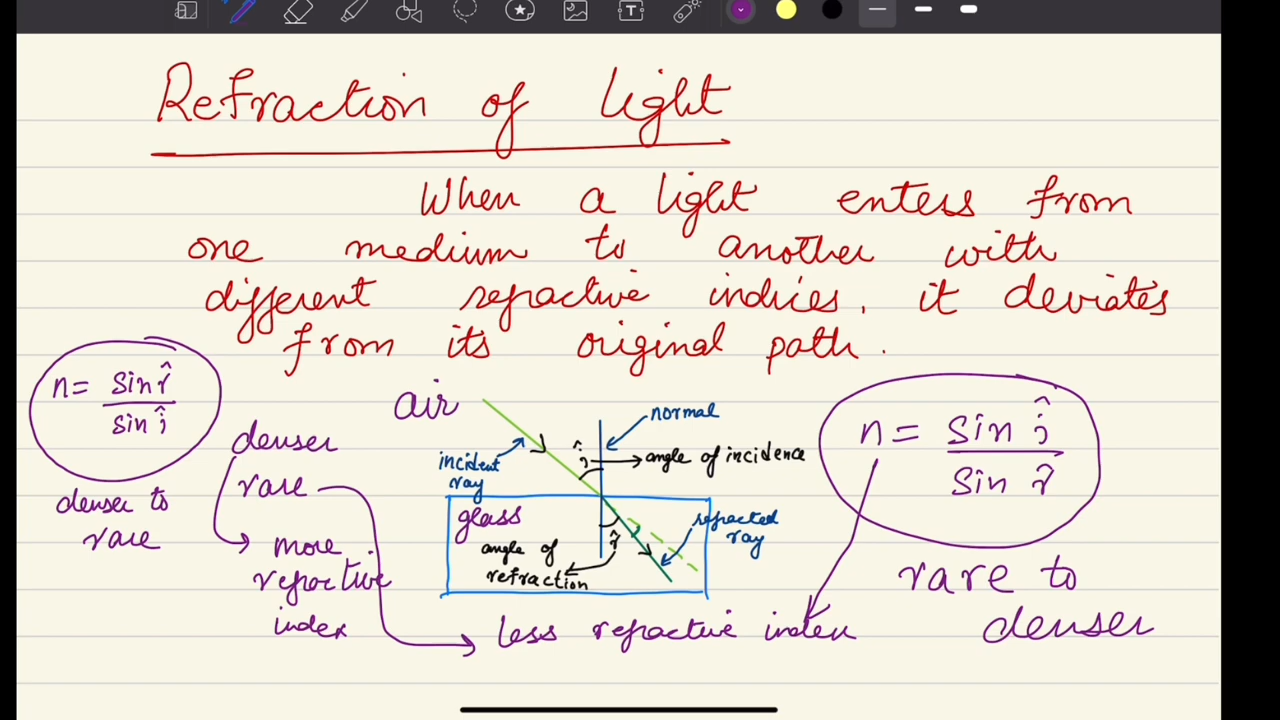 Refraction of light
When a light enters from
one medium to another with
different refractive indices, it deviates
from its original path.
n = sin r̂ / sin î
denser to
rare
denser
rare
more
refractive
index
air
incident
ray
normal
î
angle of incidence
glass
angle of
refraction
r̂
refracted
ray
less refractive index
n = sin î / sin r̂
rare to
denser
T